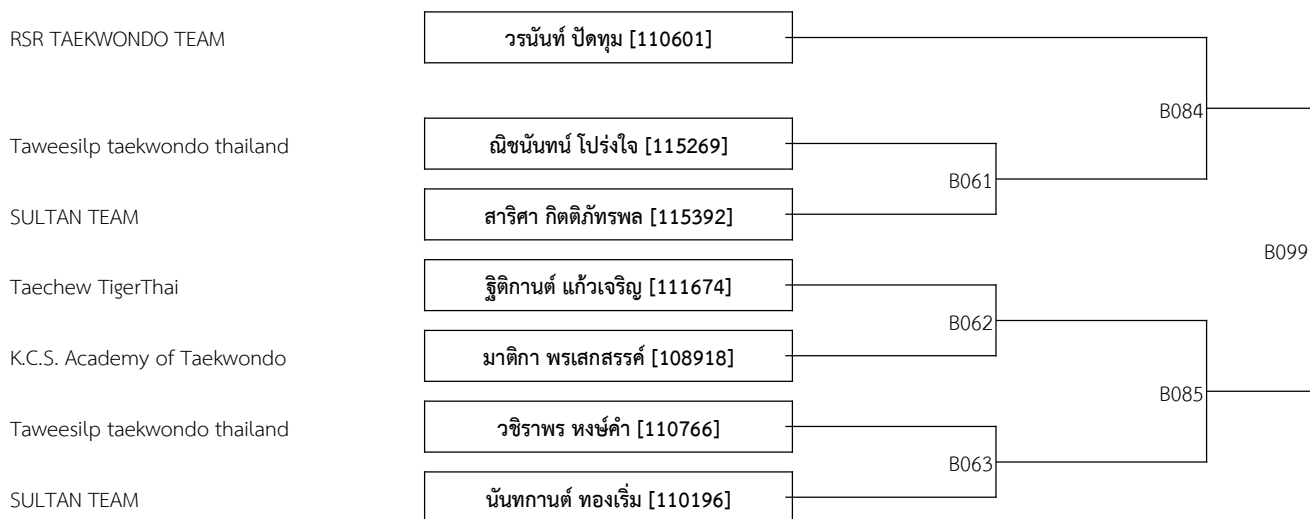 RSR TAEKWONDO TEAM วรนันท์ ปัดทุม [110601]
B084
Taweesilp taekwondo thailand ณิชนันทน์ โปร่งใจ [115269]
B061
SULTAN TEAM สาริศา กิตติภัทรพล [115392]
B099
Taechew TigerThai ฐิติกานต์ แก้วเจริญ [111674]
B062
K.C.S. Academy of Taekwondo มาติกา พรเสกสรรค์ [108918]
B085
Taweesilp taekwondo thailand วชิราพร หงษ์คำ [110766]
B063
SULTAN TEAM นันทกานต์ ทองเริ่ม [110196]